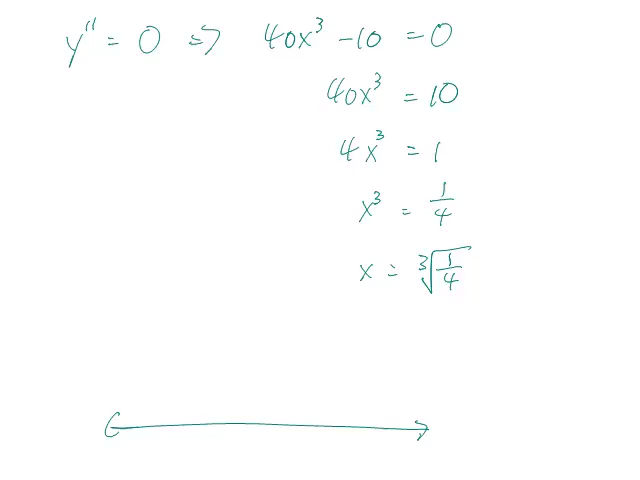 y'' = 0 => 40x³ - 10 = 0
40x³ = 10
4x³ = 1
x³ = 1/4
x = ∛(1/4)